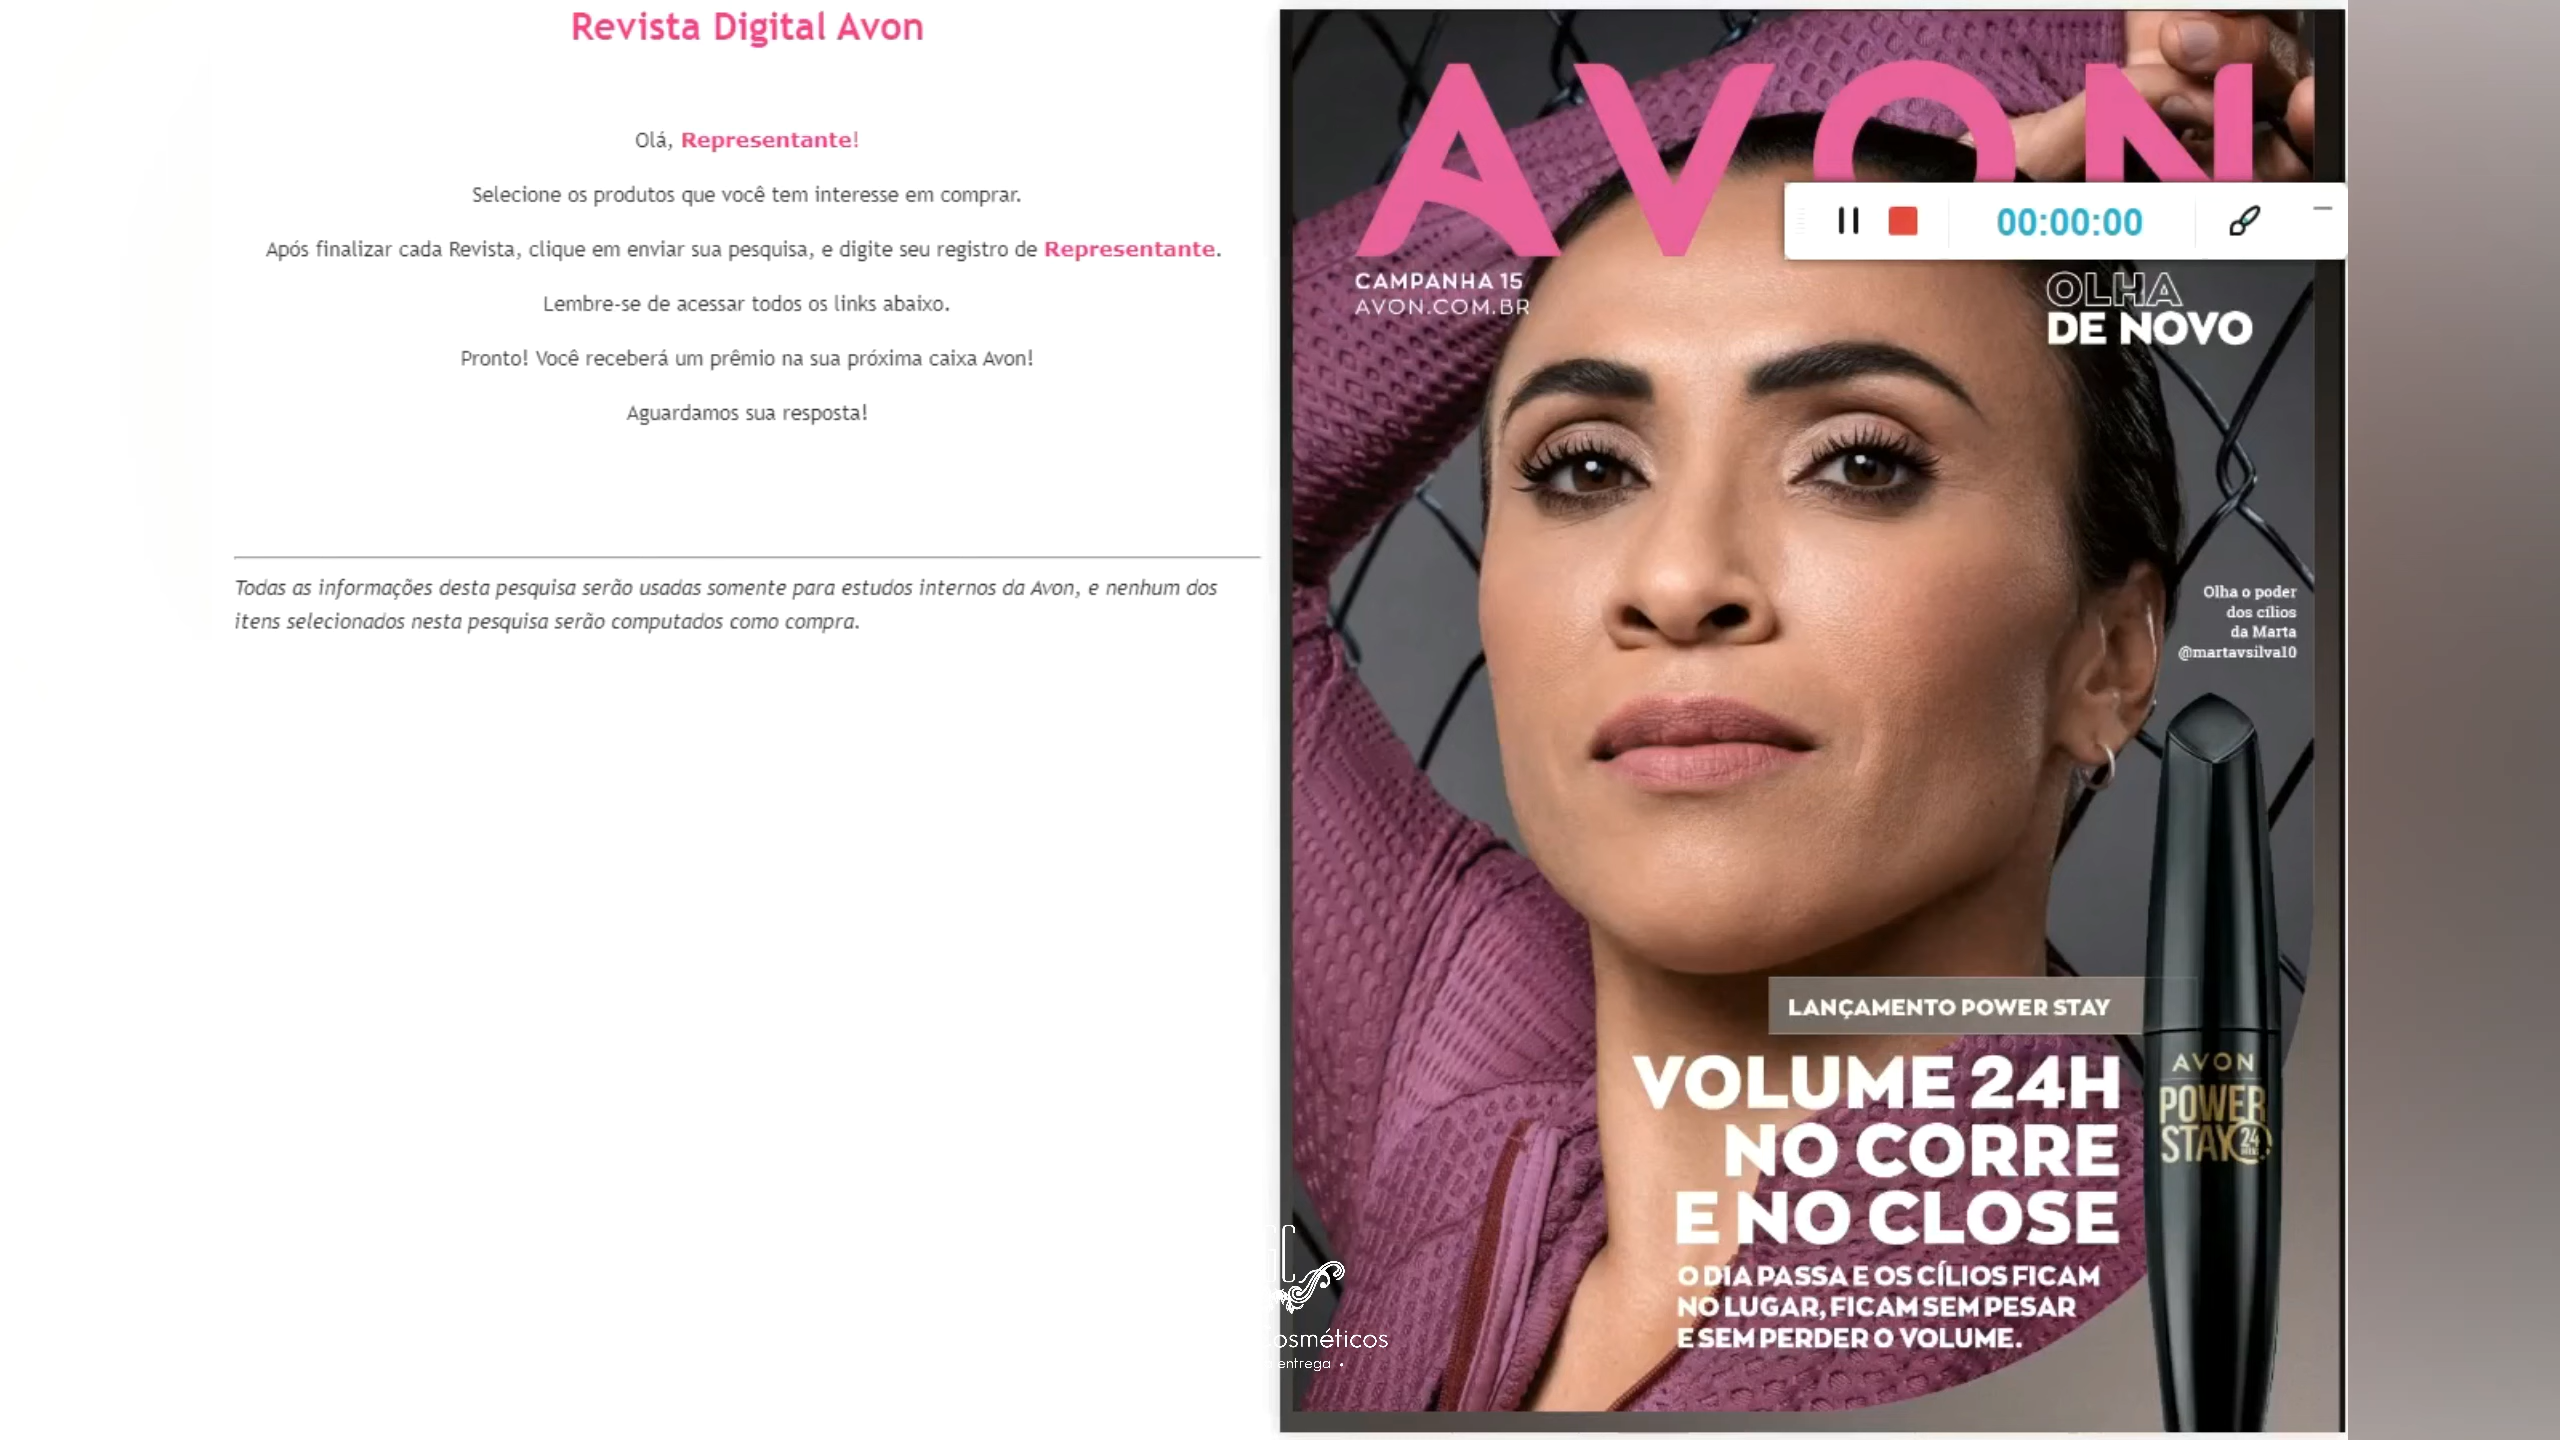 Revista Digital Avon
Olá, Representante!
Selecione os produtos que você tem interesse em comprar.
Após finalizar cada Revista, clique em enviar sua pesquisa, e digite seu registro de Representante.
Lembre-se de acessar todos os links abaixo.
Pronto! Você receberá um prêmio na sua próxima caixa Avon!
Aguardamos sua resposta!
Todas as informações desta pesquisa serão usadas somente para estudos internos da Avon, e nenhum dos
itens selecionados nesta pesquisa serão computados como compra.
AVON
00:00:00
CAMPANHA 15
AVON.COM.BR
OLHA
DE NOVO
Olha o poder
dos cílios
da Marta
@martavsilva10
LANÇAMENTO POWER STAY
VOLUME 24H
NO CORRE
E NO CLOSE
O DIA PASSA E OS CÍLIOS FICAM
NO LUGAR, FICAM SEM PESAR
E SEM PERDER O VOLUME.
AVON
POWER
STAY 24
osméticos
entrega •